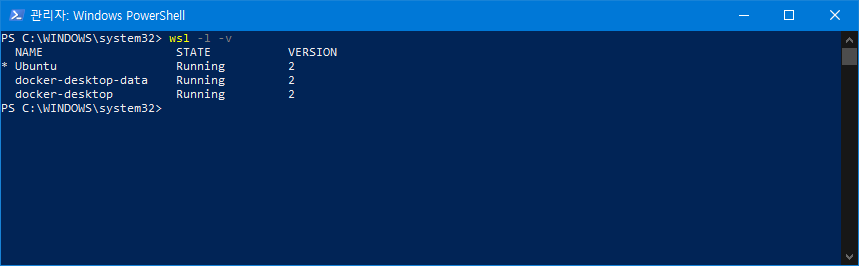 관리자: Windows PowerShell
PS C:\WINDOWS\system32> wsl -l -v
  NAME                   STATE           VERSION
* Ubuntu                 Running         2
  docker-desktop-data    Running         2
  docker-desktop         Running         2
PS C:\WINDOWS\system32>